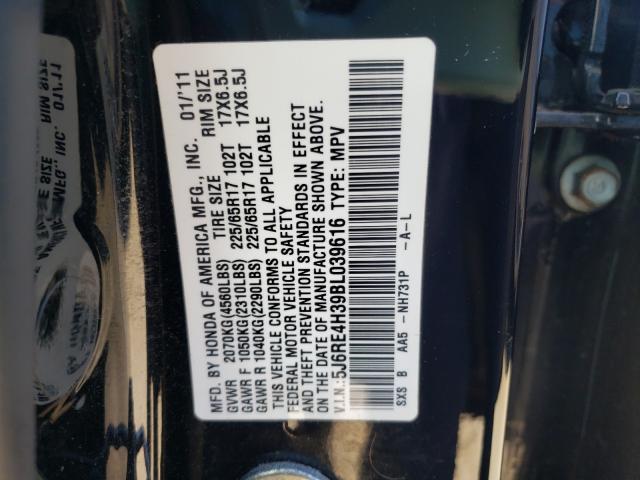 MFD. BY HONDA OF AMERICA MFG., INC. 01/'11
TIRE SIZE RIM SIZE
GVWR 2070KG(4560LBS)
GAWR F 1050KG(2310LBS) 225/65R17 102T 17X6.5J
GAWR R 1040KG(2290LBS) 225/65R17 102T 17X6.5J
THIS VEHICLE CONFORMS TO ALL APPLICABLE
FEDERAL MOTOR VEHICLE SAFETY
AND THEFT PREVENTION STANDARDS IN EFFECT
ON THE DATE OF MANUFACTURE SHOWN ABOVE.
V.I.N.:5J6RE4H39BL039616 TYPE: MPV
SXS B AA5 -NH731P -A-L